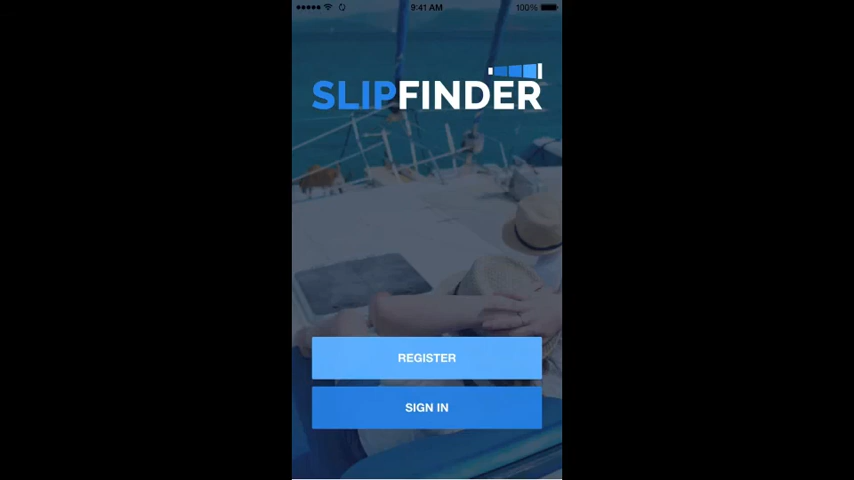 9:41 AM
100%
SLIPFINDER
REGISTER
SIGN IN